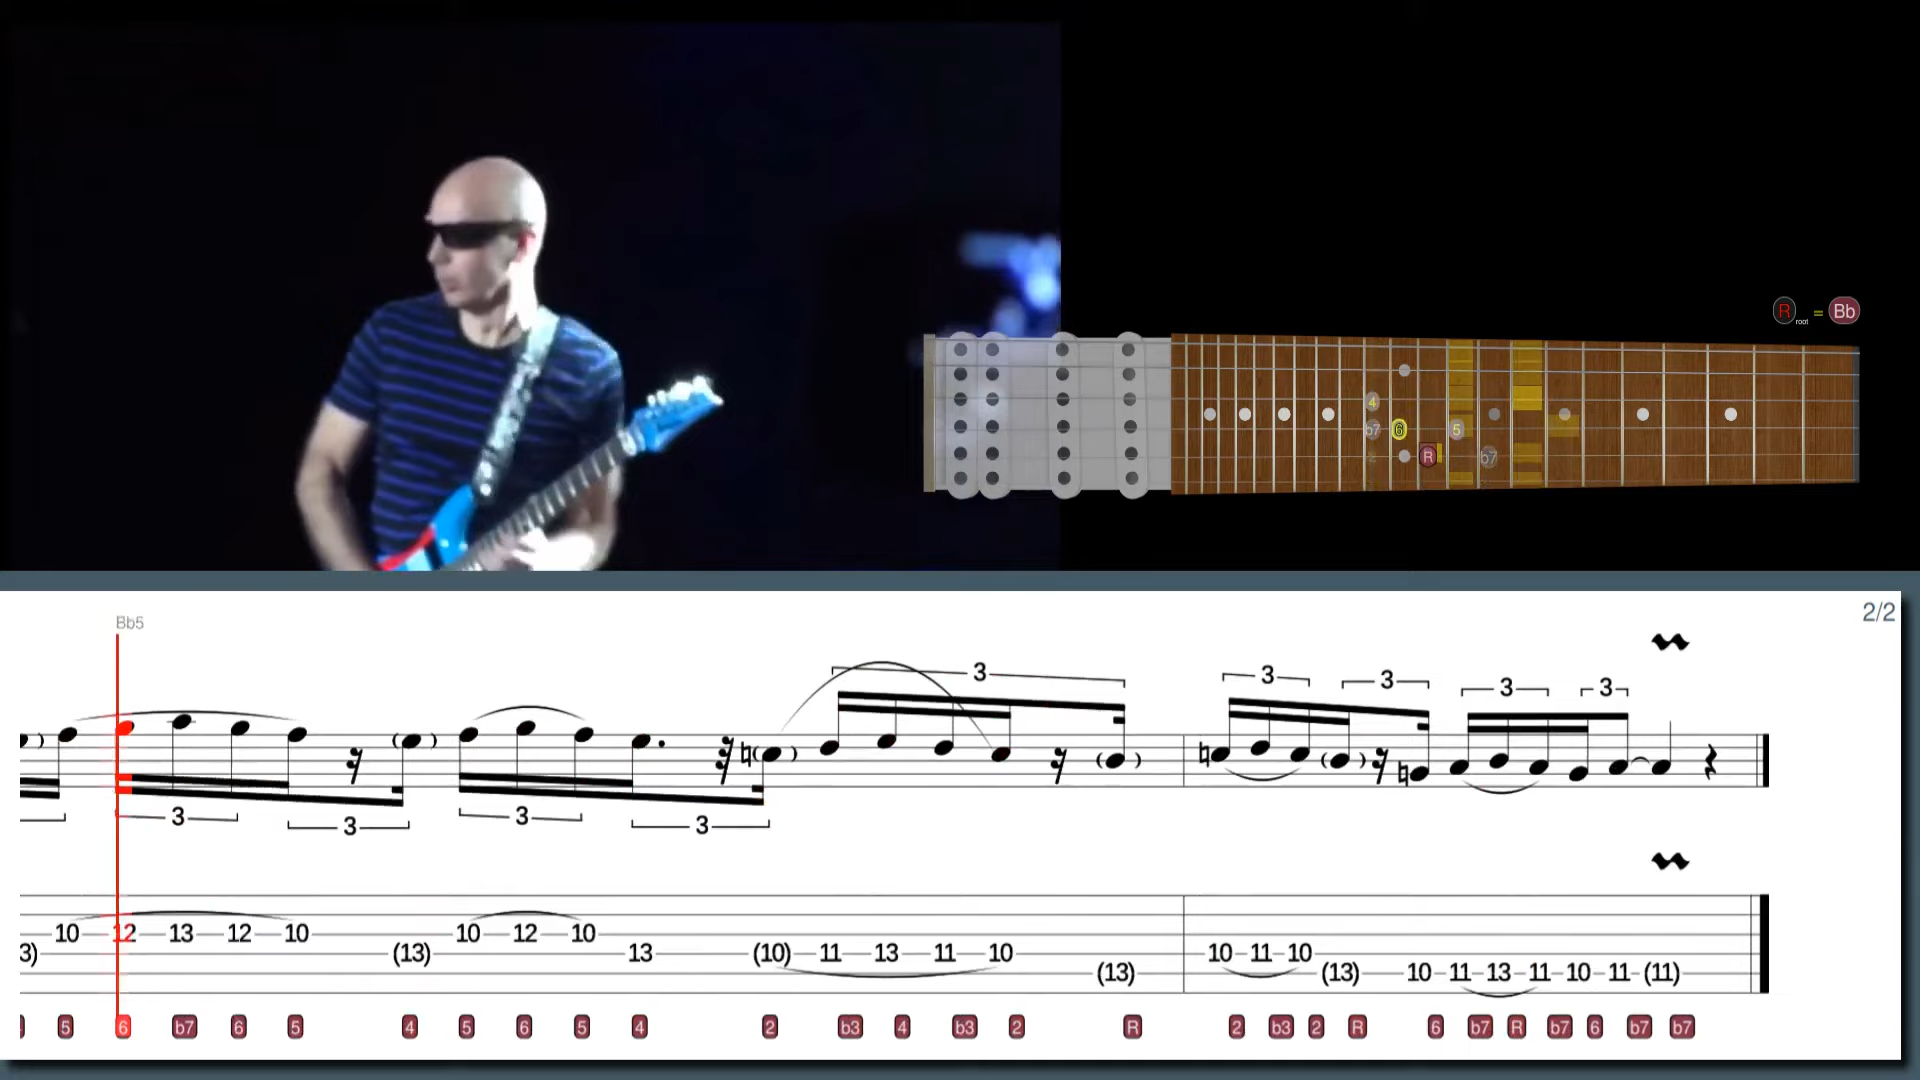 R root = Bb
4
b7 6 5
R b7
Bb5
2/2
3 3 3 3 3 3 3 3 3
3) 10 12 13 12 10 (13) 10 12 10 13 (10) 11 13 11 10 (13) 10 11 10 (13) 10 11 13 11 10 11 (11)
5 6 b7 6 5 4 5 6 5 4 2 b3 4 b3 2 R 2 b3 2 R 6 b7 R b7 6 b7 b7